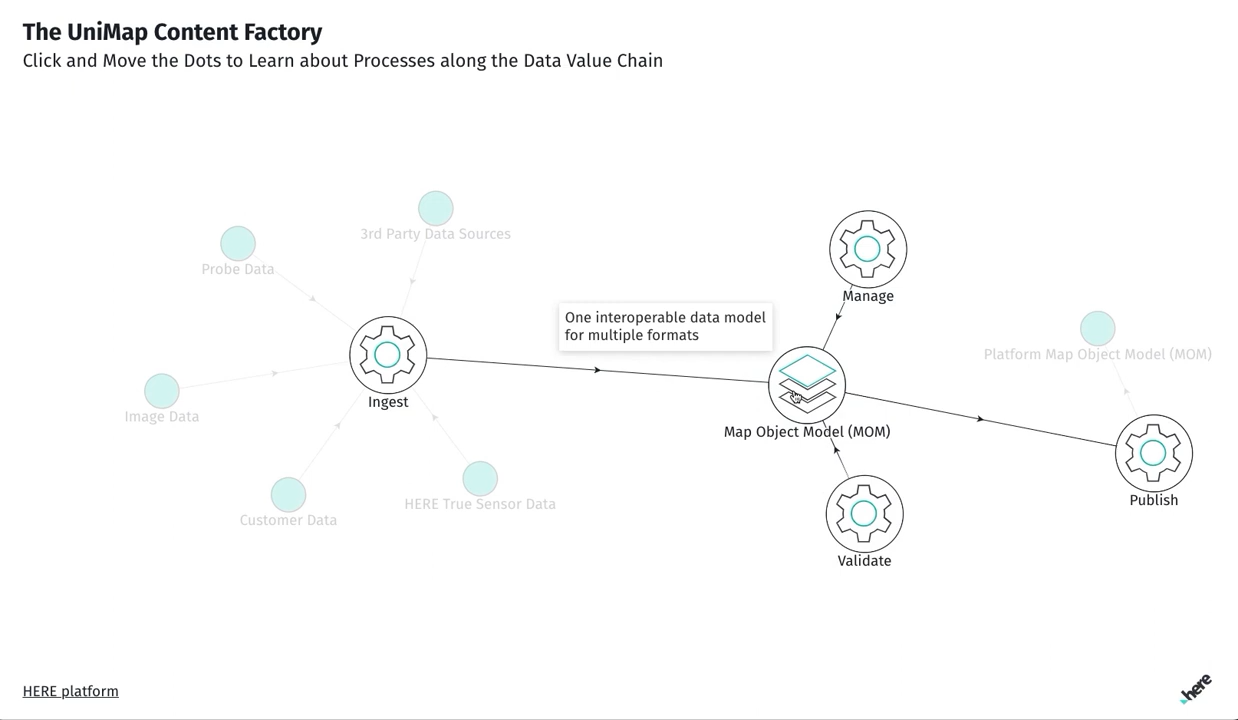 The UniMap Content Factory
Click and Move the Dots to Learn about Processes along the Data Value Chain
3rd Party Data Sources
Probe Data
Manage
One interoperable data model
for multiple formats
Platform Map Object Model (MOM)
Ingest
Image Data
Map Object Model (MOM)
HERE True Sensor Data
Publish
Customer Data
Validate
HERE platform
here